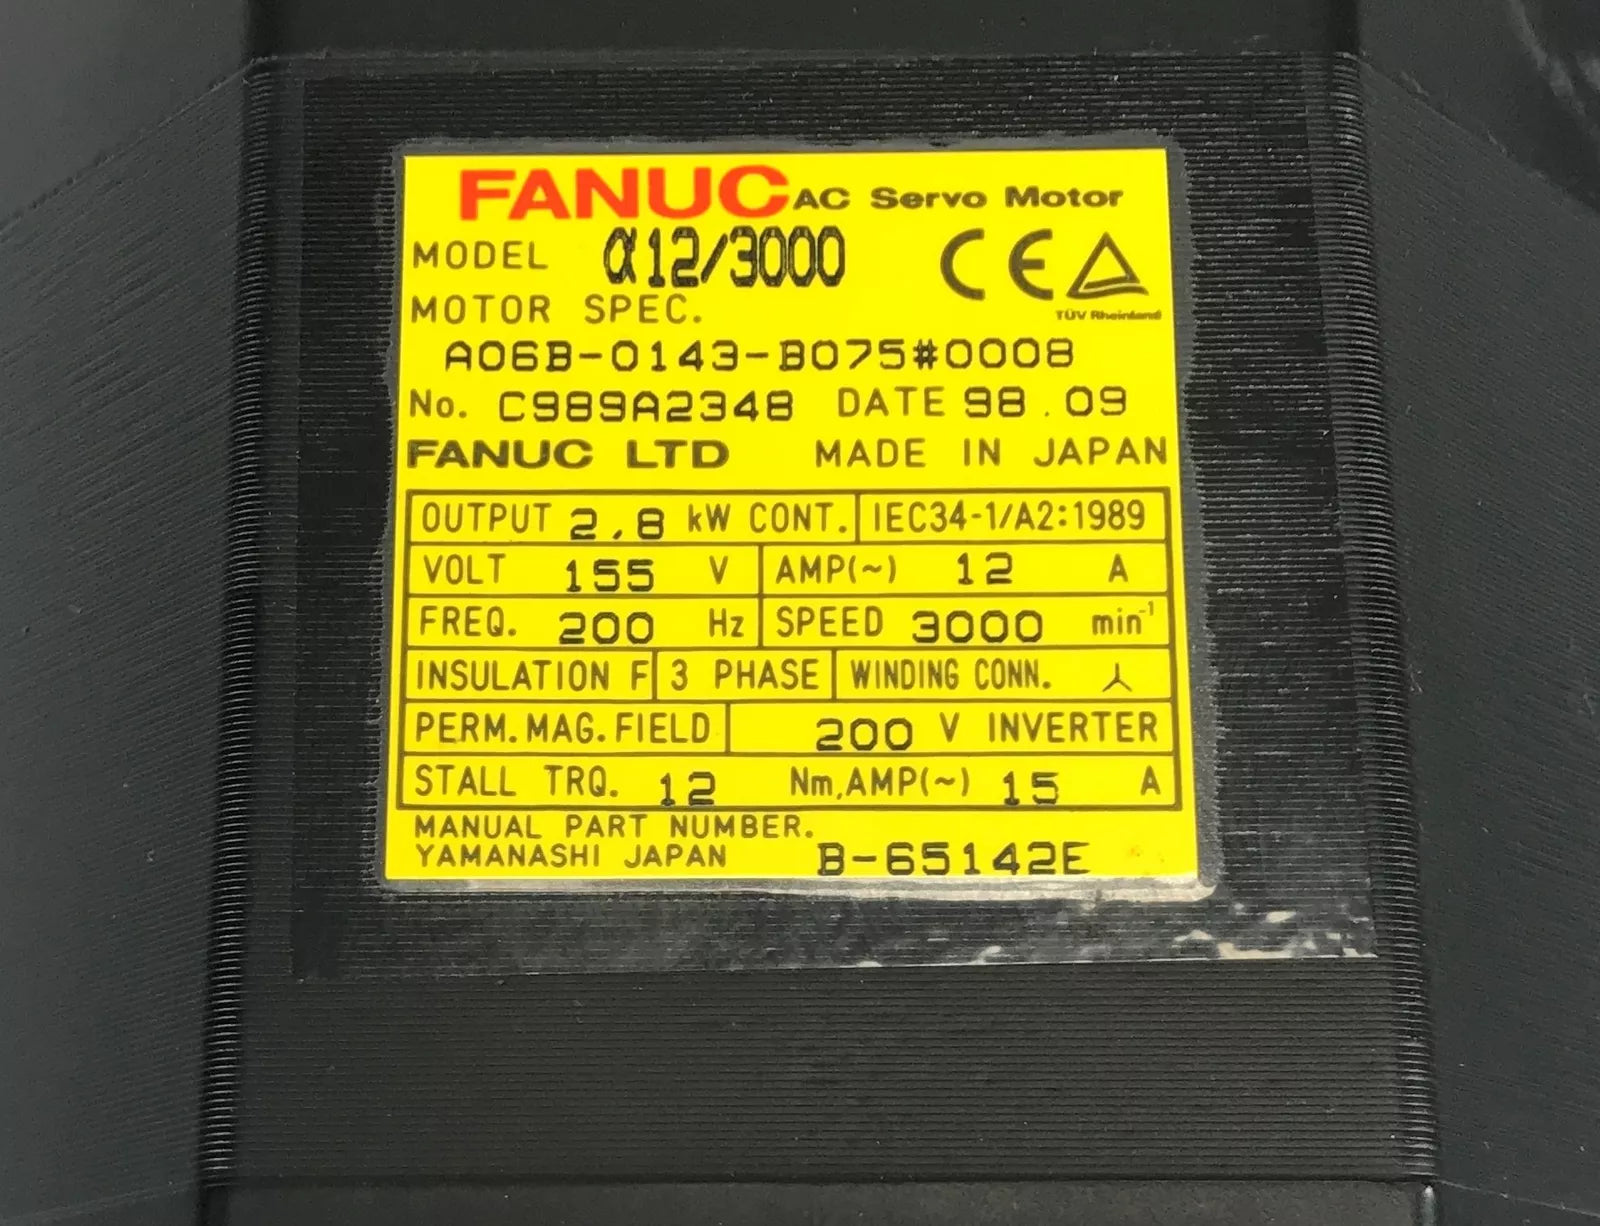 FANUC AC Servo Motor
MODEL α12/3000 CE
MOTOR SPEC. TÜV Rheinland
A06B-0143-B075#0008
No. C989A2348 DATE 98.09
FANUC LTD MADE IN JAPAN
OUTPUT 2.8 kW CONT. IEC34-1/A2:1989
VOLT 155 V AMP(~) 12 A
FREQ. 200 Hz SPEED 3000 min⁻¹
INSULATION F 3 PHASE WINDING CONN.
PERM.MAG.FIELD 200 V INVERTER
STALL TRQ. 12 Nm,AMP(~) 15 A
MANUAL PART NUMBER.
YAMANASHI JAPAN B-65142E